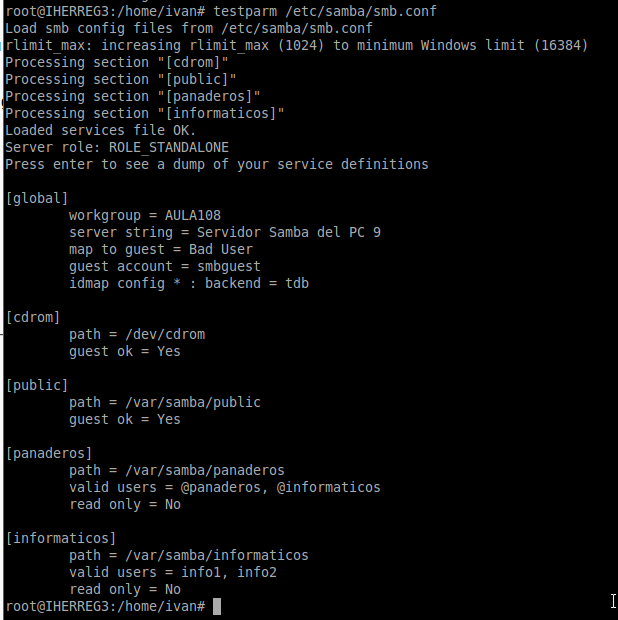 root@IHERREG3:/home/ivan# testparm /etc/samba/smb.conf
Load smb config files from /etc/samba/smb.conf
rlimit_max: increasing rlimit_max (1024) to minimum Windows limit (16384)
Processing section "[cdrom]"
Processing section "[public]"
Processing section "[panaderos]"
Processing section "[informaticos]"
Loaded services file OK.
Server role: ROLE_STANDALONE
Press enter to see a dump of your service definitions
[global]
workgroup = AULA108
server string = Servidor Samba del PC 9
map to guest = Bad User
guest account = smbguest
idmap config * : backend = tdb
[cdrom]
path = /dev/cdrom
guest ok = Yes
[public]
path = /var/samba/public
guest ok = Yes
[panaderos]
path = /var/samba/panaderos
valid users = @panaderos, @informaticos
read only = No
[informaticos]
path = /var/samba/informaticos
valid users = info1, info2
read only = No
root@IHERREG3:/home/ivan#